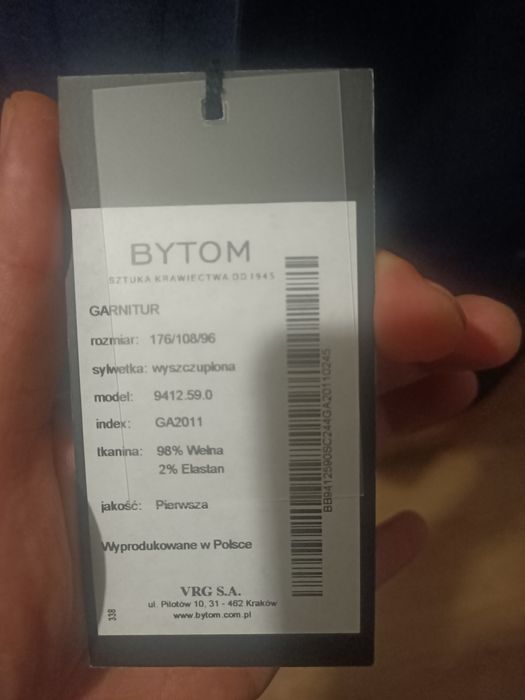 BYTOM
SZTUKA KRAWIECTWA OD 1945
GARNITUR
rozmiar: 176/108/96
sylwetka: wyszczuplona
model: 9412.59.0
index: GA2011
tkanina: 98% Wełna
2% Elastan
jakość: Pierwsza
Wyprodukowane w Polsce
VRG S.A.
ul. Pilotów 10, 31 - 462 Kraków
www.bytom.com.pl
338
BB9412590SC244GA20110245